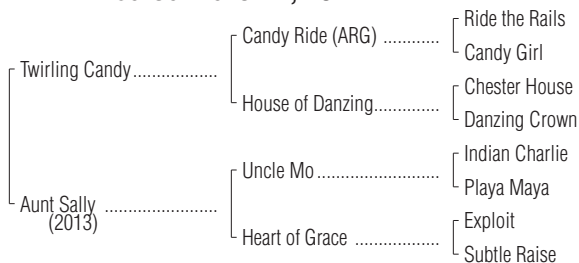 Ride the Rails
Candy Ride (ARG) ............
Candy Girl
Twirling Candy.................
Chester House
House of Danzing..............
Danzing Crown
Indian Charlie
Uncle Mo ........................
Playa Maya
Aunt Sally .......................
(2013)
Exploit
Heart of Grace .................
Subtle Raise